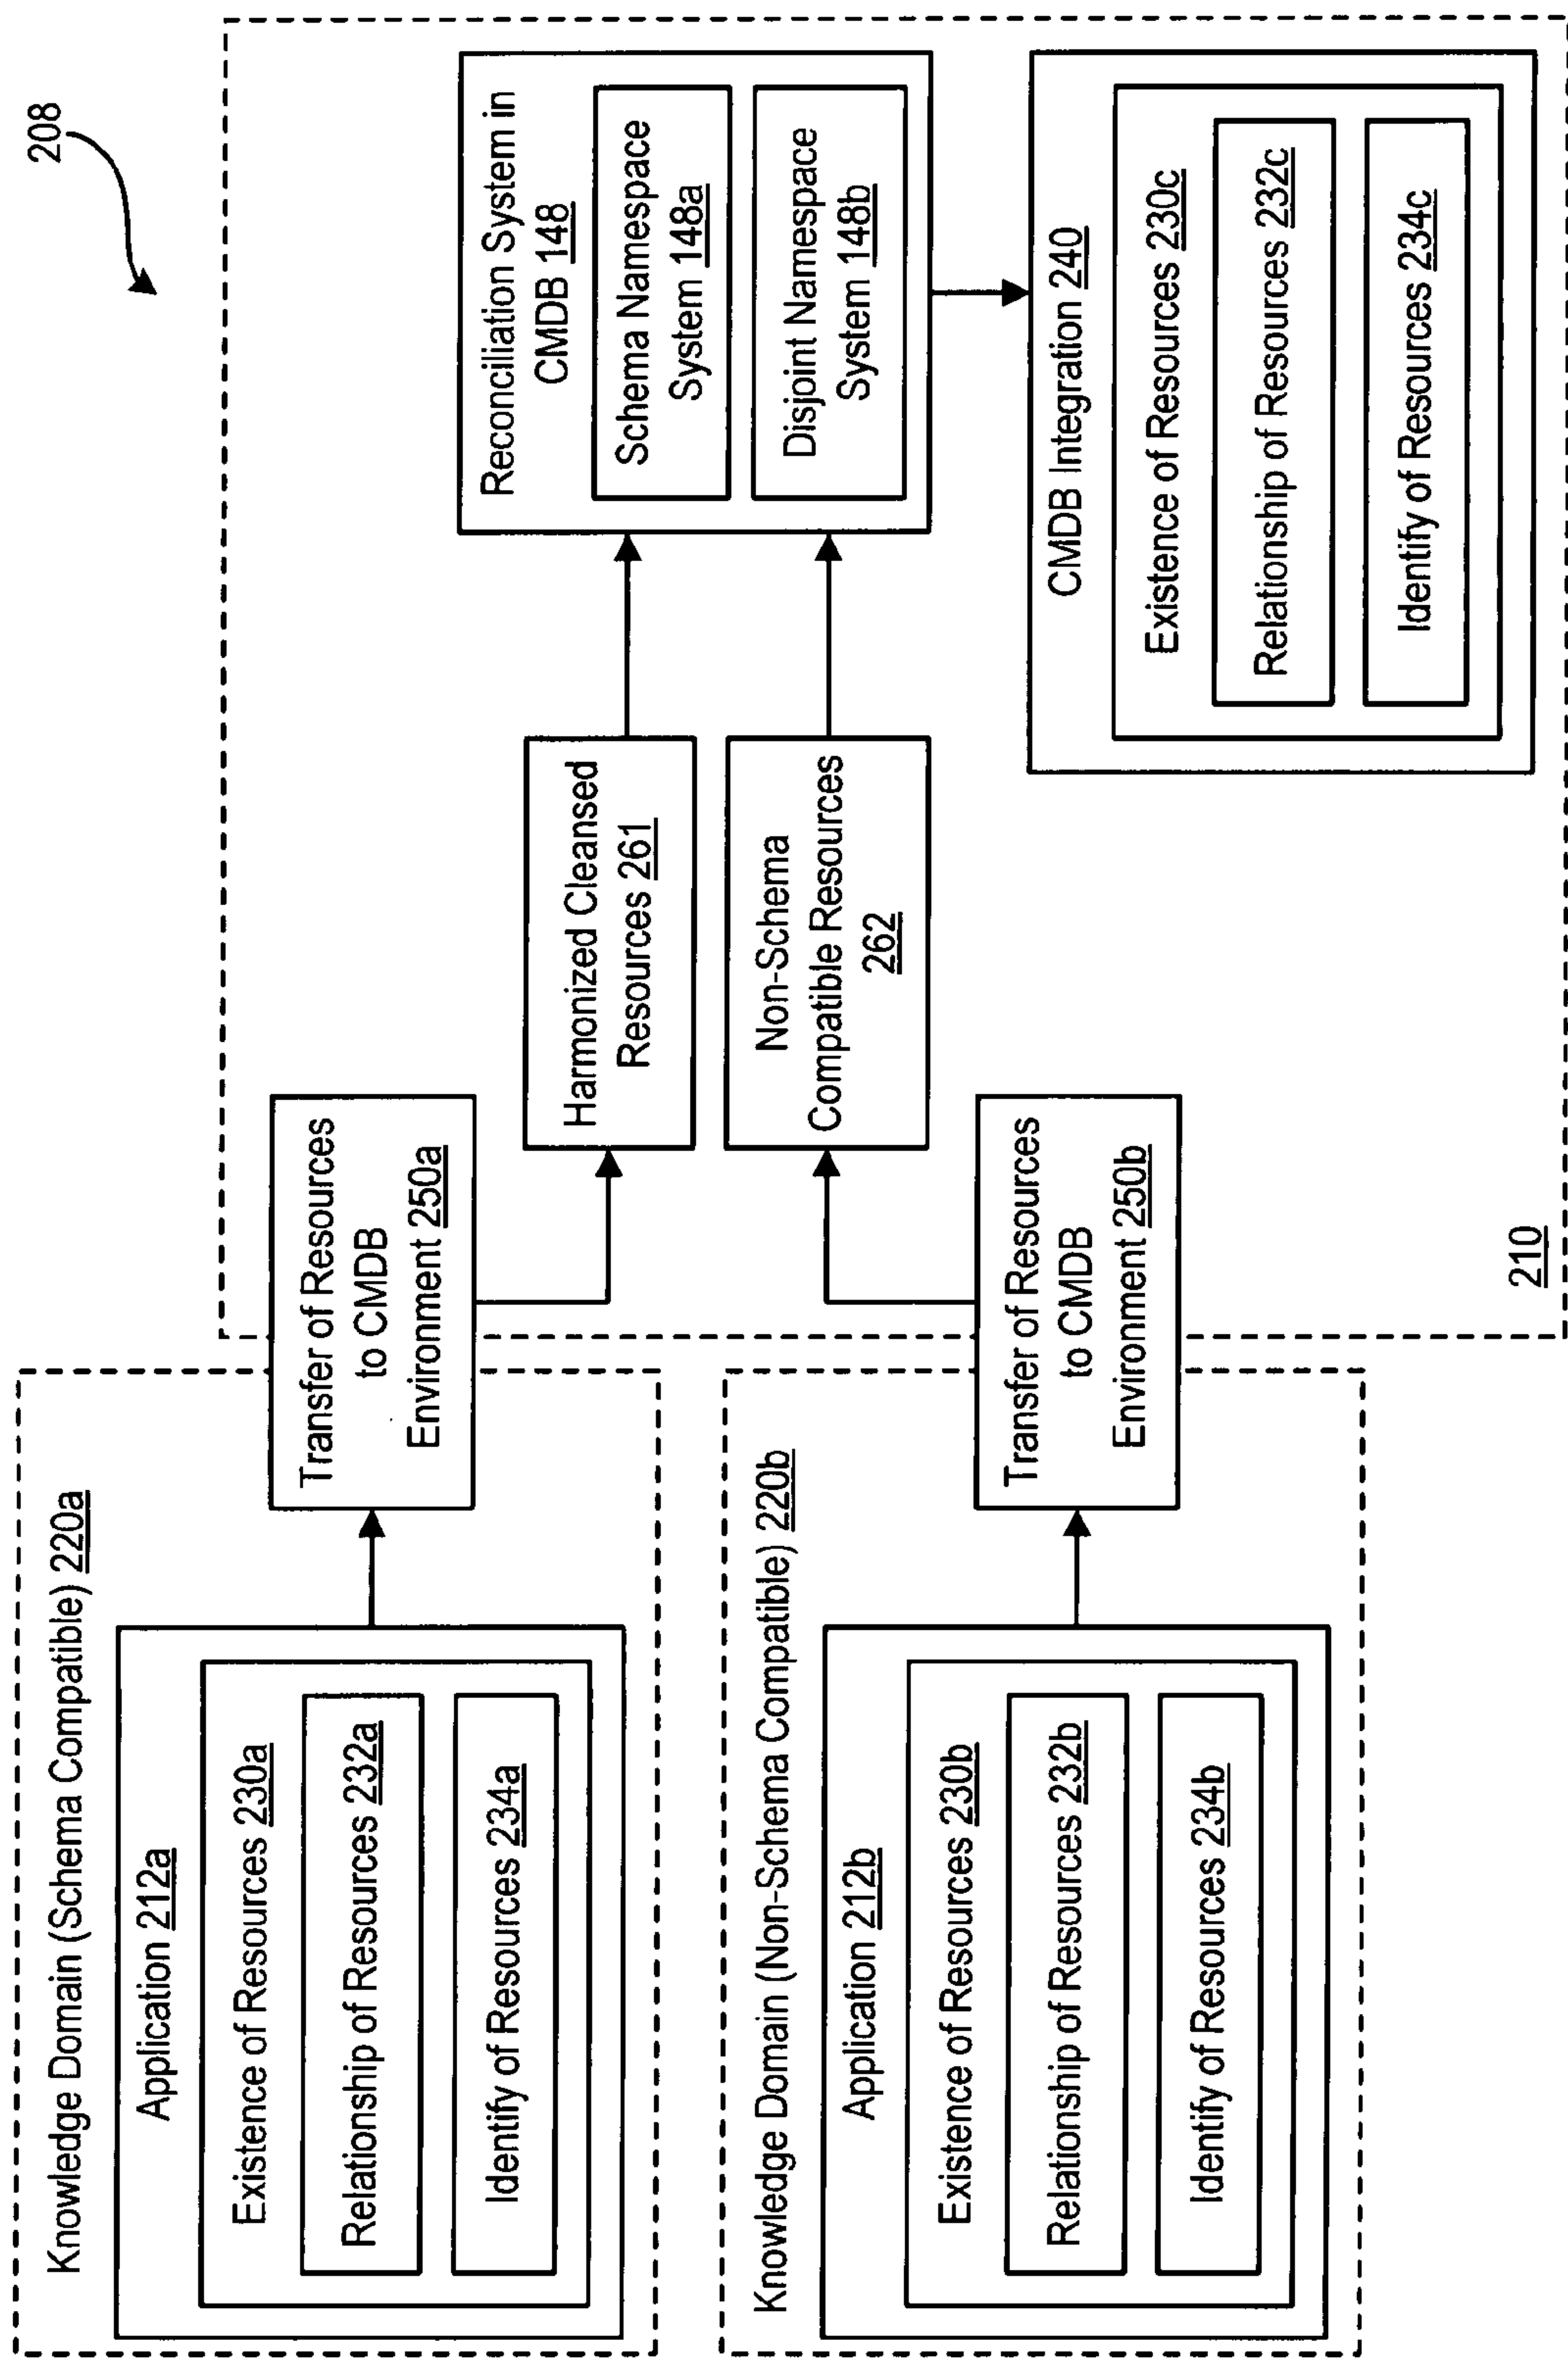 208
Knowledge Domain (Schema Compatible) 220a
Application 212a
Existence of Resources 230a
Relationship of Resources 232a
Identify of Resources 234a
Transfer of Resources
to CMDB
Environment 250a
Harmonized Cleansed
Resources 261
Reconciliation System in
CMDB 148
Schema Namespace
System 148a
Disjoint Namespace
System 148b
Knowledge Domain (Non-Schema Compatible) 220b
Application 212b
Existence of Resources 230b
Relationship of Resources 232b
Identify of Resources 234b
Transfer of Resources
to CMDB
Environment 250b
Non-Schema
Compatible Resources
262
CMDB Integration 240
Existence of Resources 230c
Relationship of Resources 232c
Identify of Resources 234c
210